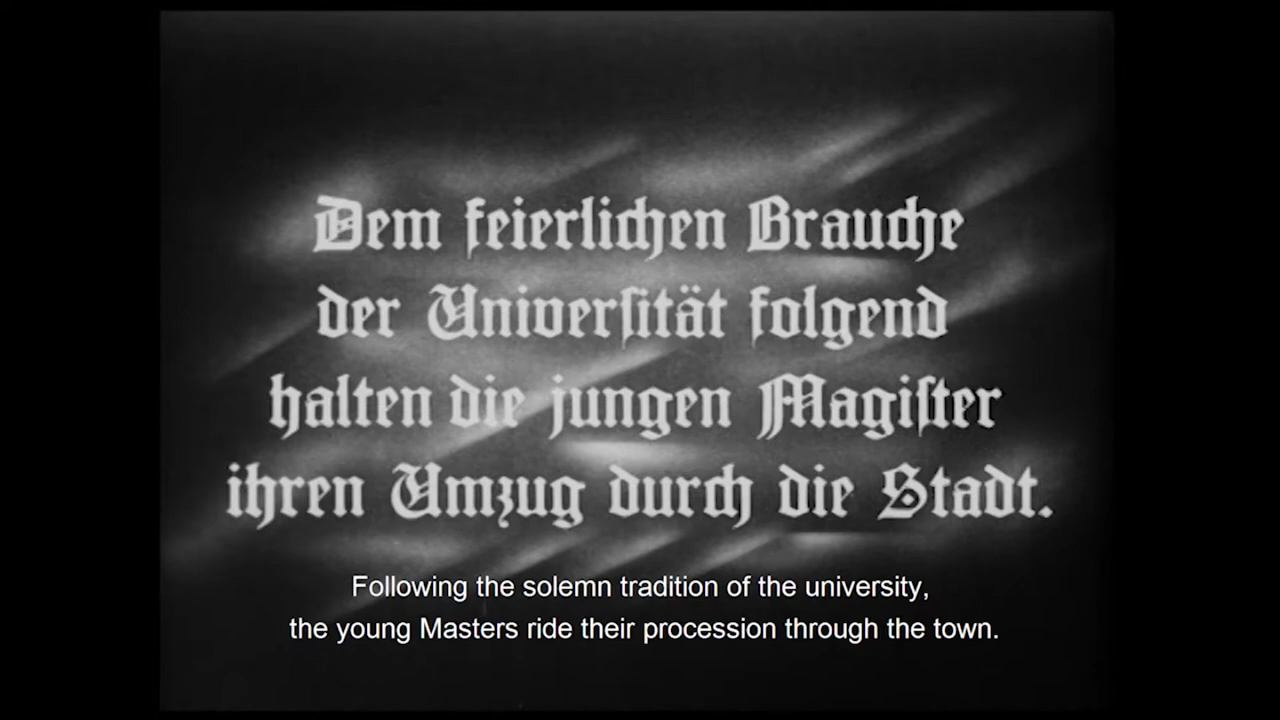 Dem feierlichen Brauche
der Univerſität folgend
halten die jungen Magiſter
ihren Umzug durch die Stadt.
Following the solemn tradition of the university,
the young Masters ride their procession through the town.